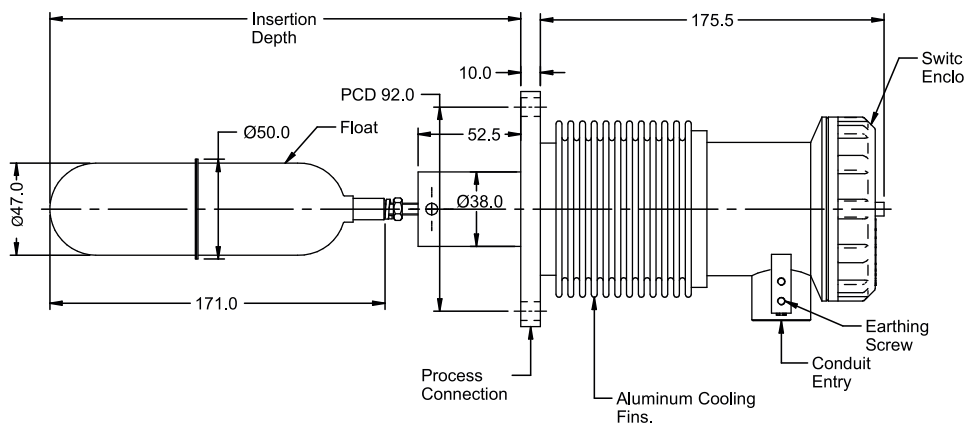 Insertion
Depth
175.5
Switc
Enclo
10.0
PCD 92.0
Ø50.0
Float
52.5
Ø47.0
Ø38.0
171.0
Earthing
Screw
Process
Connection
Conduit
Entry
Aluminum Cooling
Fins.